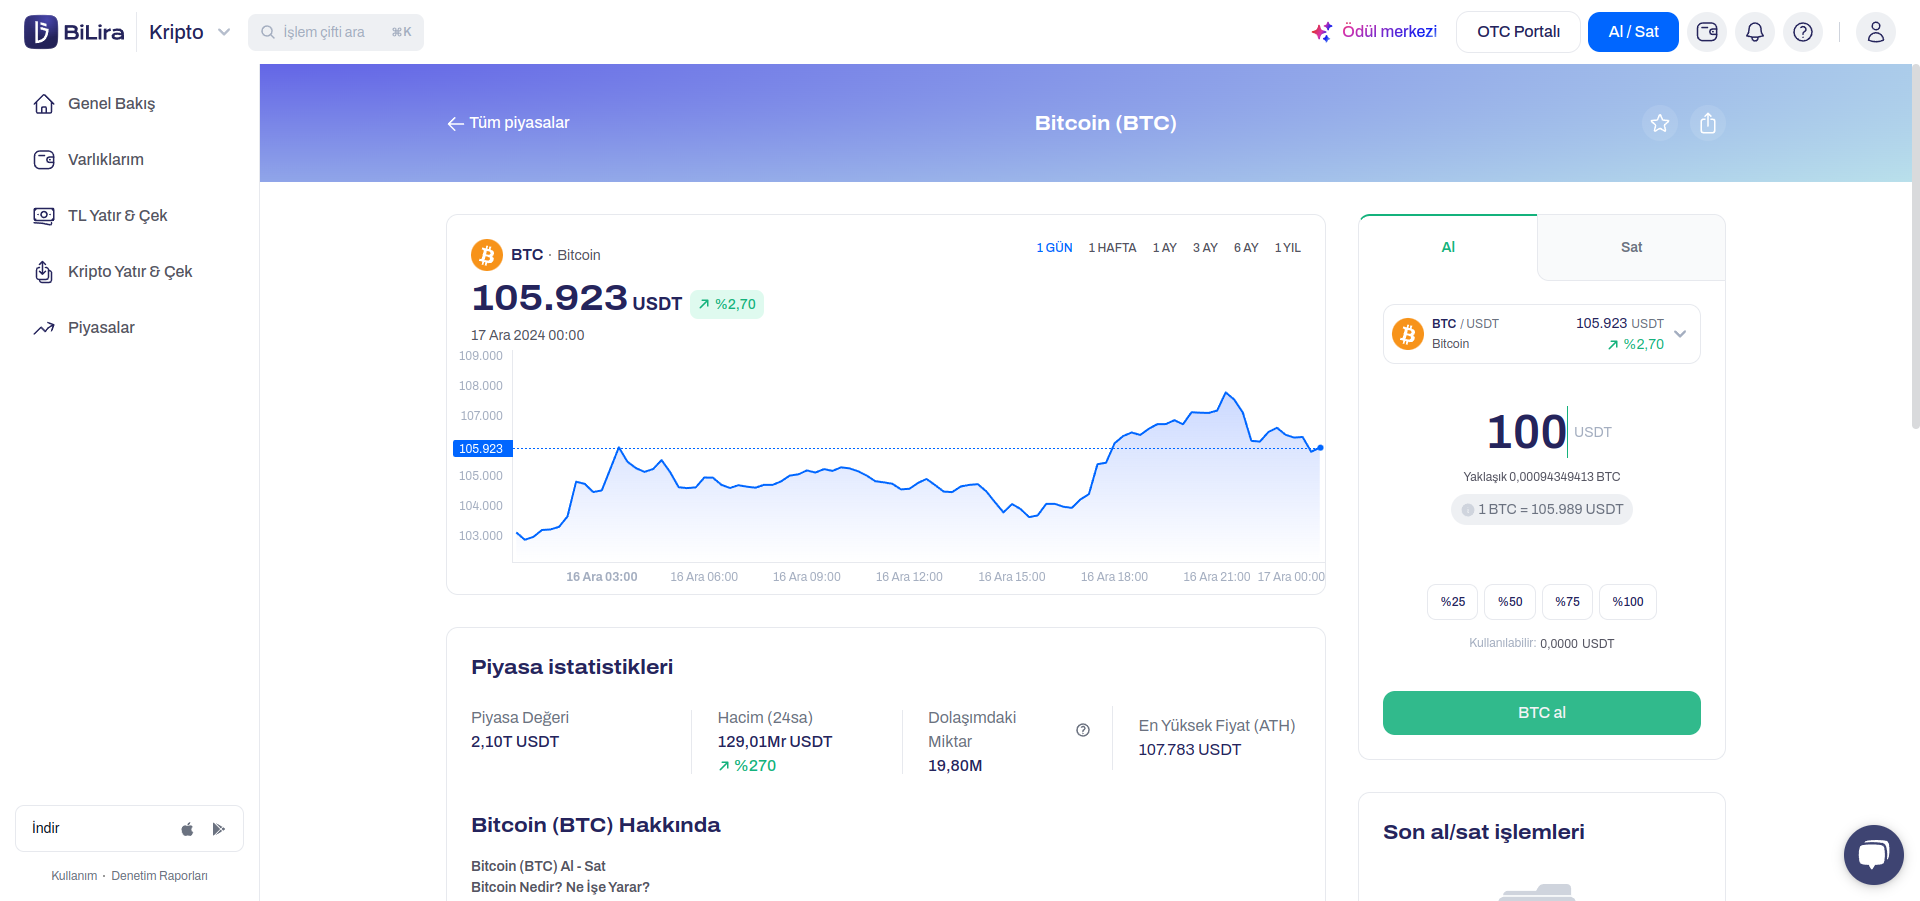 BiLira
Kripto
İşlem çifti ara
⌘K
Ödül merkezi
OTC Portalı
Al / Sat
Genel Bakış
Varlıklarım
TL Yatır & Çek
Kripto Yatır & Çek
Piyasalar
İndir
Kullanım · Denetim Raporları
Tüm piyasalar
Bitcoin (BTC)
BTC · Bitcoin
1 GÜN 1 HAFTA 1 AY 3 AY 6 AY 1 YIL
105.923 USDT %2,70
17 Ara 2024 00:00
109.000
108.000
107.000
105.923
105.000
104.000
103.000
16 Ara 03:00 16 Ara 06:00 16 Ara 09:00 16 Ara 12:00 16 Ara 15:00 16 Ara 18:00 16 Ara 21:00 17 Ara 00:00
Piyasa istatistikleri
Piyasa Değeri
2,10T USDT
Hacim (24sa)
129,01Mr USDT
%270
Dolaşımdaki
Miktar
19,80M
En Yüksek Fiyat (ATH)
107.783 USDT
Bitcoin (BTC) Hakkında
Bitcoin (BTC) Al - Sat
Bitcoin Nedir? Ne İşe Yarar?
Al
Sat
BTC / USDT
Bitcoin
105.923 USDT
%2,70
100 USDT
Yaklaşık 0,00094349413 BTC
1 BTC = 105.989 USDT
%25 %50 %75 %100
Kullanılabilir: 0,0000 USDT
BTC al
Son al/sat işlemleri